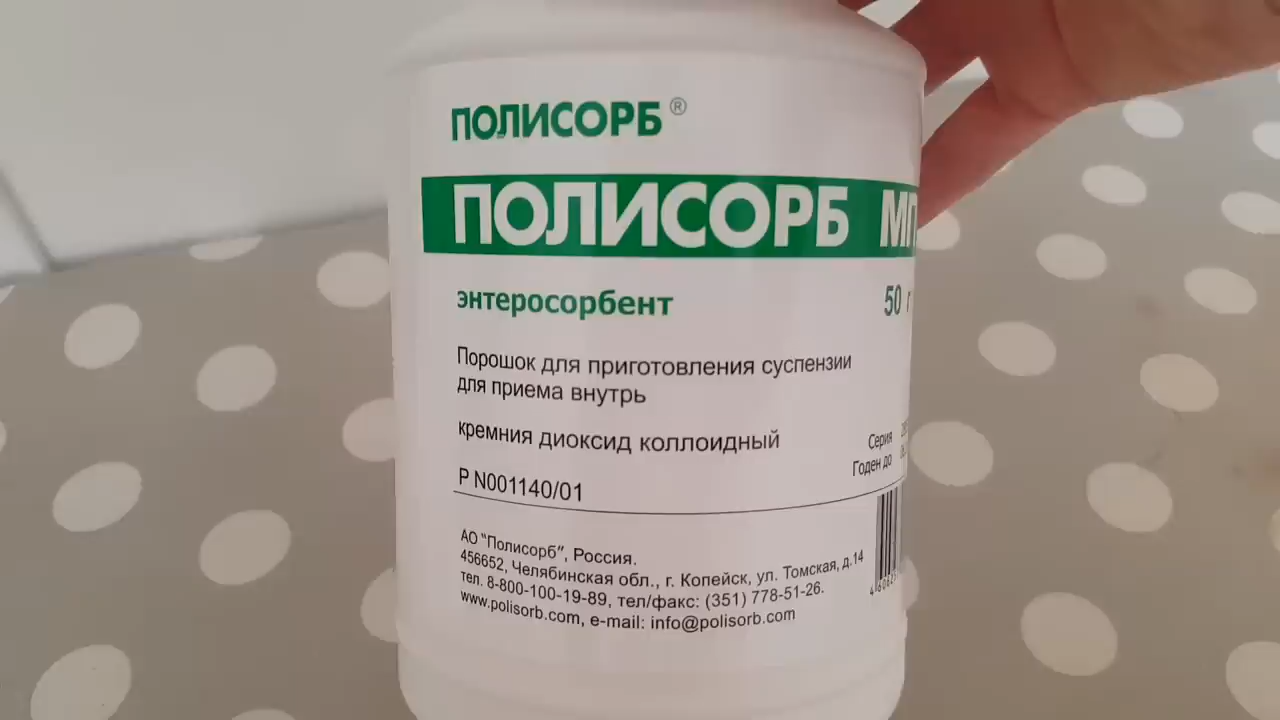 ПОЛИСОРБ®
ПОЛИСОРБ МП
энтеросорбент
50 г
Порошок для приготовления суспензии
для приема внутрь
кремния диоксид коллоидный
Серия
Годен до
P N001140/01
АО "Полисорб", Россия.
456652, Челябинская обл., г. Копейск, ул. Томская, д.14
тел. 8-800-100-19-89, тел/факс: (351) 778-51-26.
www.polisorb.com, e-mail: info@polisorb.com